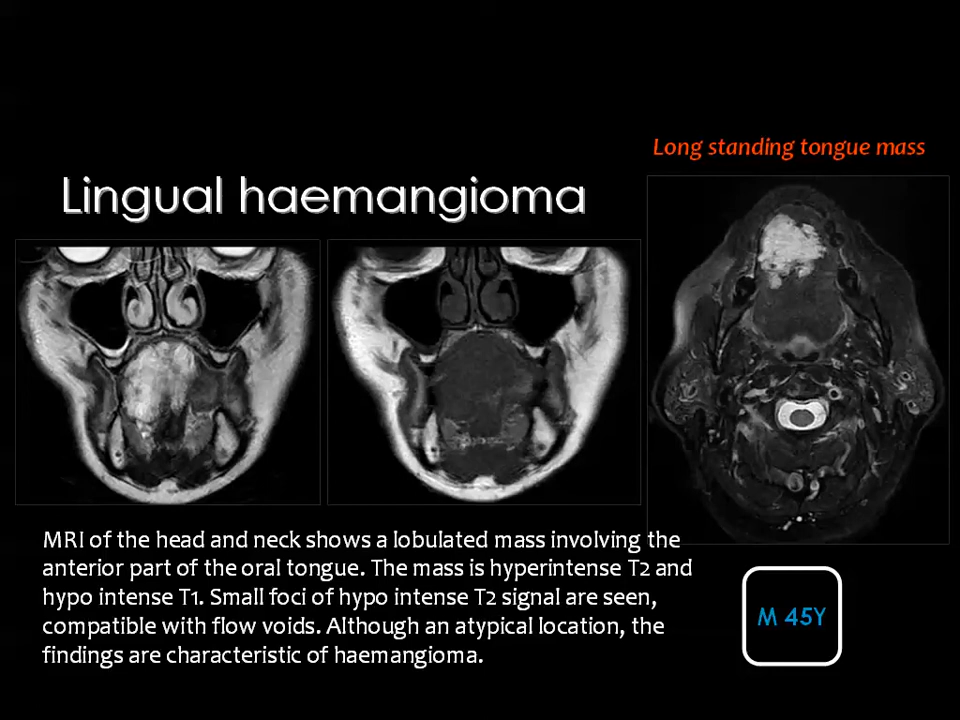 Long standing tongue mass
Lingual haemangioma
MRI of the head and neck shows a lobulated mass involving the
anterior part of the oral tongue. The mass is hyperintense T2 and
hypo intense T1. Small foci of hypo intense T2 signal are seen,
compatible with flow voids. Although an atypical location, the
findings are characteristic of haemangioma.
M 45Y